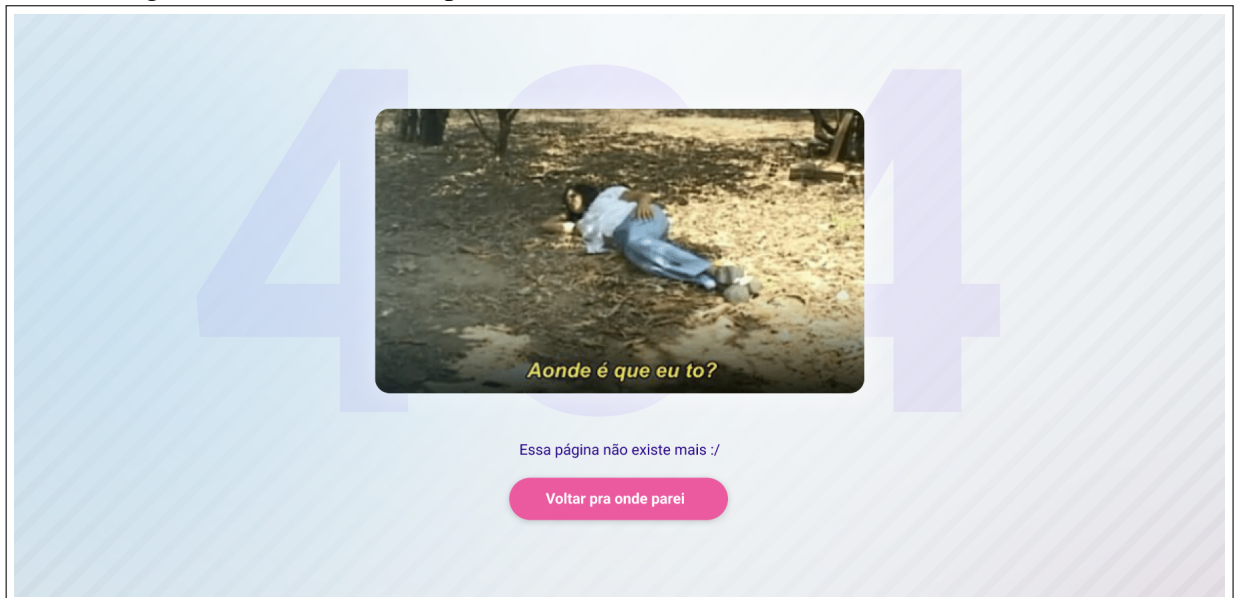 404
Aonde é que eu to?
Essa página não existe mais :/
Voltar pra onde parei